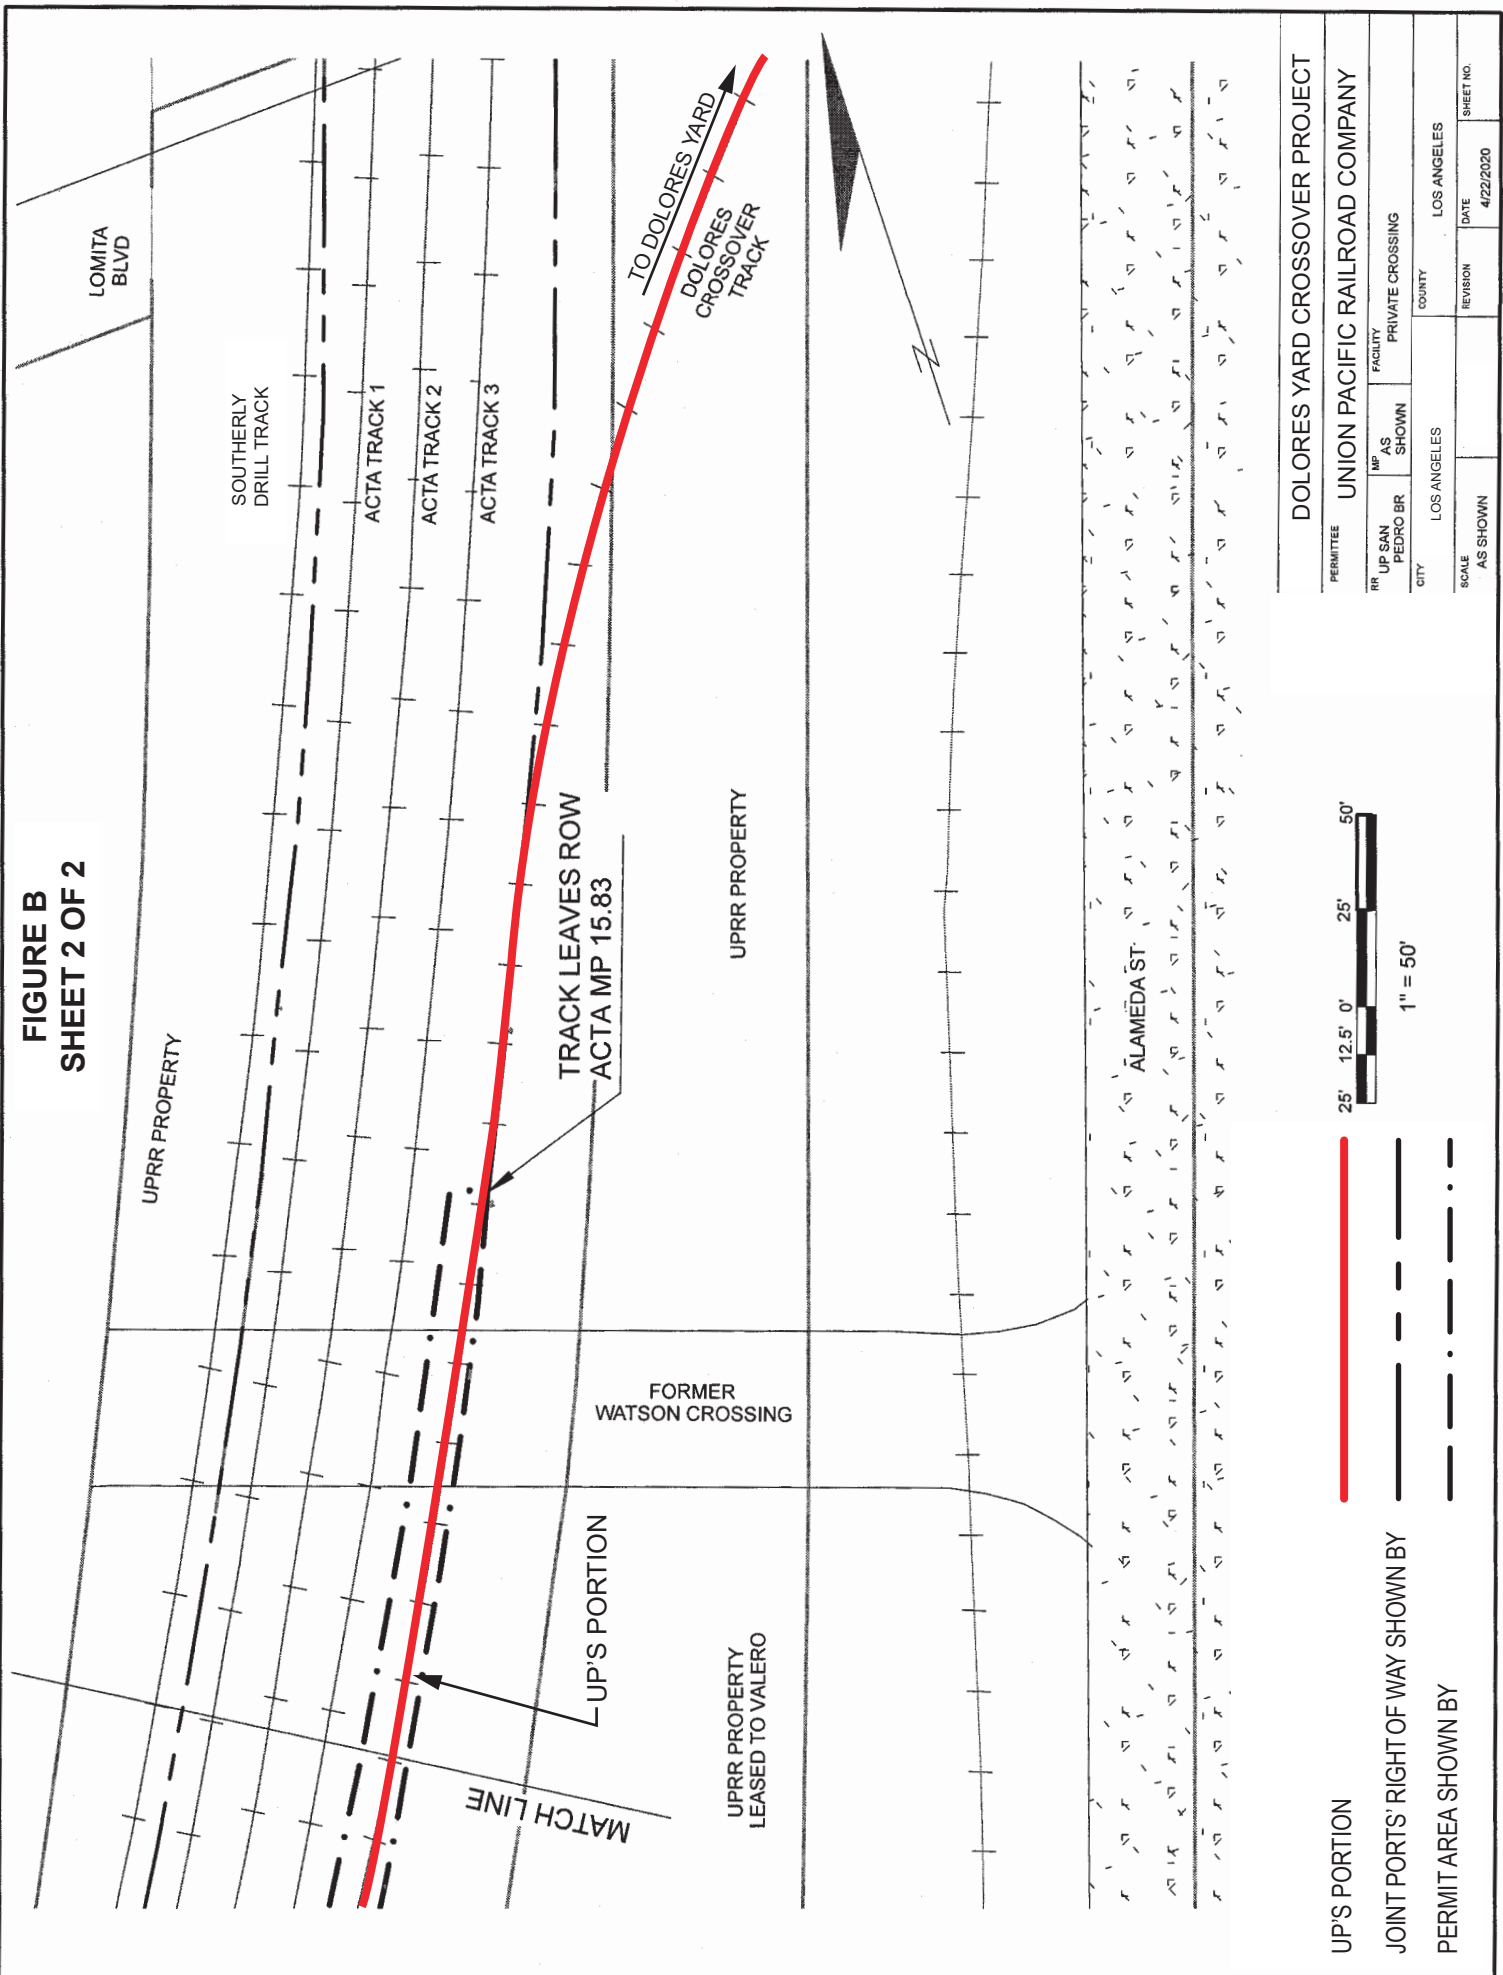 FIGURE B
SHEET 2 OF 2
LOMITA
BLVD
UPRR PROPERTY
SOUTHERLY
DRILL TRACK
ACTA TRACK 1
ACTA TRACK 2
ACTA TRACK 3
TO DOLORES YARD
DOLORES
CROSSOVER
TRACK
TRACK LEAVES ROW
ACTA MP 15.83
UPRR PROPERTY
N
FORMER
WATSON CROSSING
UP'S PORTION
MATCH LINE
UPRR PROPERTY
LEASED TO VALERO
ALAMEDA ST.
UP'S PORTION
JOINT PORTS' RIGHT OF WAY SHOWN BY
PERMIT AREA SHOWN BY
25' 12.5' 0' 25' 50'
1" = 50'
DOLORES YARD CROSSOVER PROJECT
PERMITTEE
UNION PACIFIC RAILROAD COMPANY
RR
UP SAN
PEDRO BR
MP
AS
SHOWN
FACILITY
PRIVATE CROSSING
CITY
LOS ANGELES
COUNTY
LOS ANGELES
SCALE
AS SHOWN
REVISION
DATE
4/22/2020
SHEET NO.